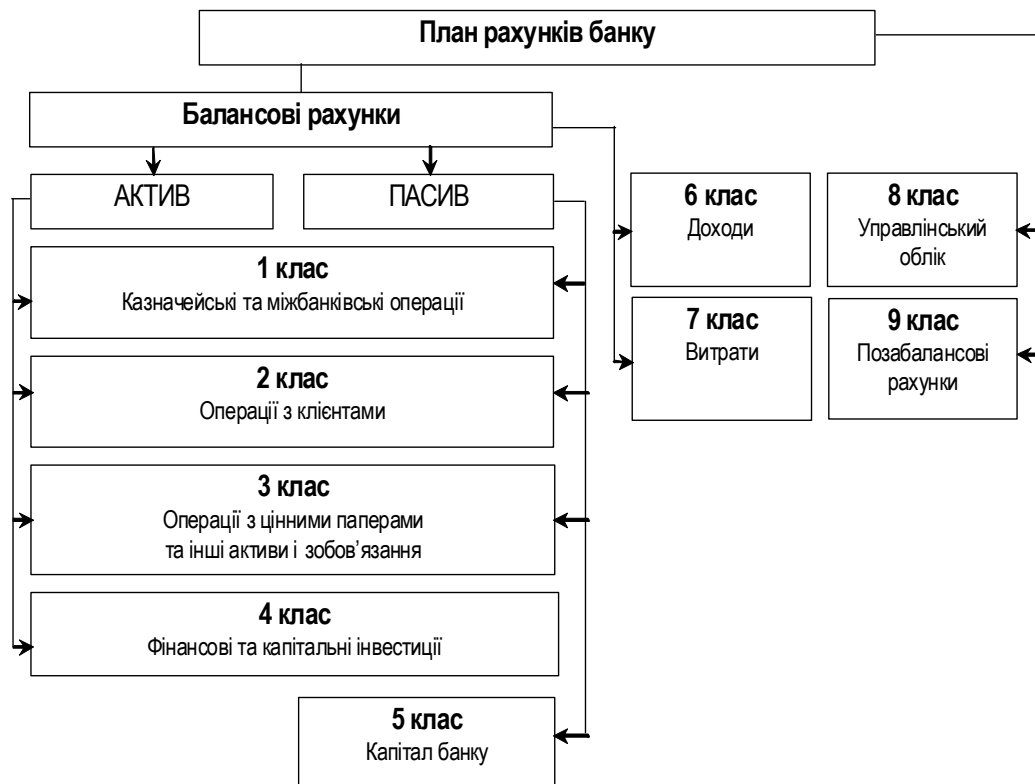 План рахунків банку
Балансові рахунки
АКТИВ
ПАСИВ
1 клас
Казначейські та міжбанківські операції
2 клас
Операції з клієнтами
3 клас
Операції з цінними паперами
та інші активи і зобов’язання
4 клас
Фінансові та капітальні інвестиції
5 клас
Капітал банку
6 клас
Доходи
7 клас
Витрати
8 клас
Управлінський
облік
9 клас
Позабалансові
рахунки